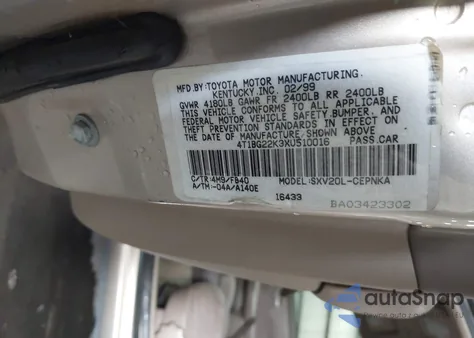 MFD.BY:TOYOTA MOTOR MANUFACTURING,
KENTUCKY,INC. 02/99
GVWR 4180LB GAWR FR 2400LB RR 2400LB
THIS VEHICLE CONFORMS TO ALL APPLICABLE
FEDERAL MOTOR VEHICLE SAFETY,BUMPER, AND
THEFT PREVENTION STANDARDS IN EFFECT ON
THE DATE OF MANUFACTURE,SHOWN ABOVE.
4T1BG22K3XU510016 PASS.CAR
C/TR:4M9/FB40 MODEL:SXV20L-CEPNKA
A/TM:-04A/A140E
16433
BA03423302
autoSnap